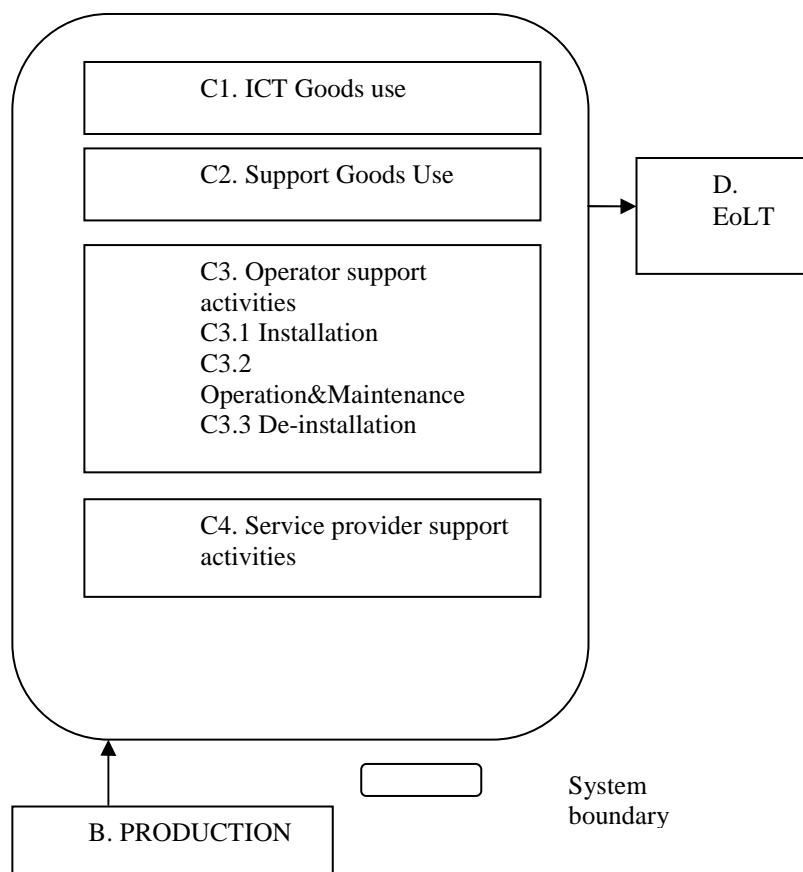 C1. ICT Goods use
C2. Support Goods Use
D.
EoLT
C3. Operator support
activities
C3.1 Installation
C3.2
Operation&Maintenance
C3.3 De-installation
C4. Service provider support
activities
System
boundary
B. PRODUCTION